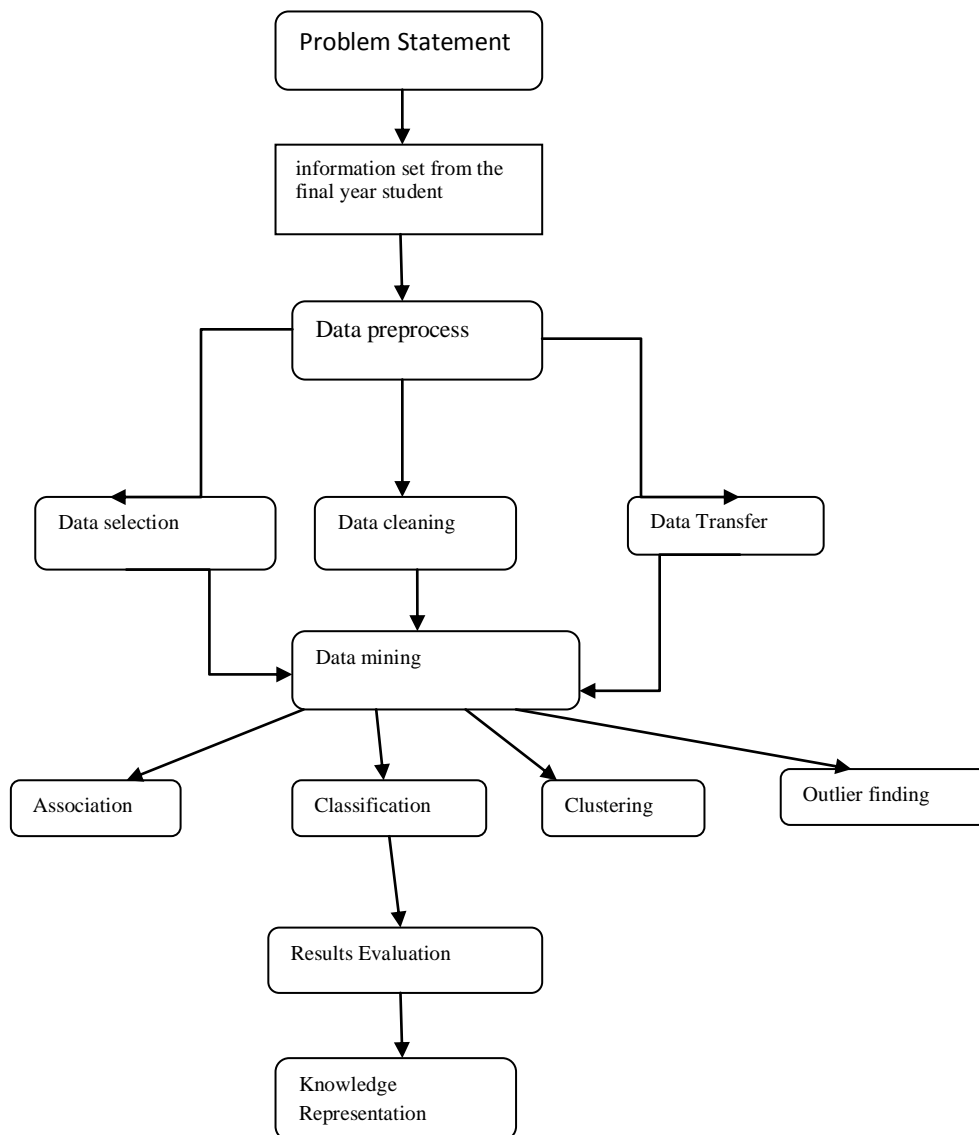 Problem Statement
information set from the
final year student
Data preprocess
Data selection
Data cleaning
Data Transfer
Data mining
Association
Classification
Clustering
Outlier finding
Results Evaluation
Knowledge
Representation